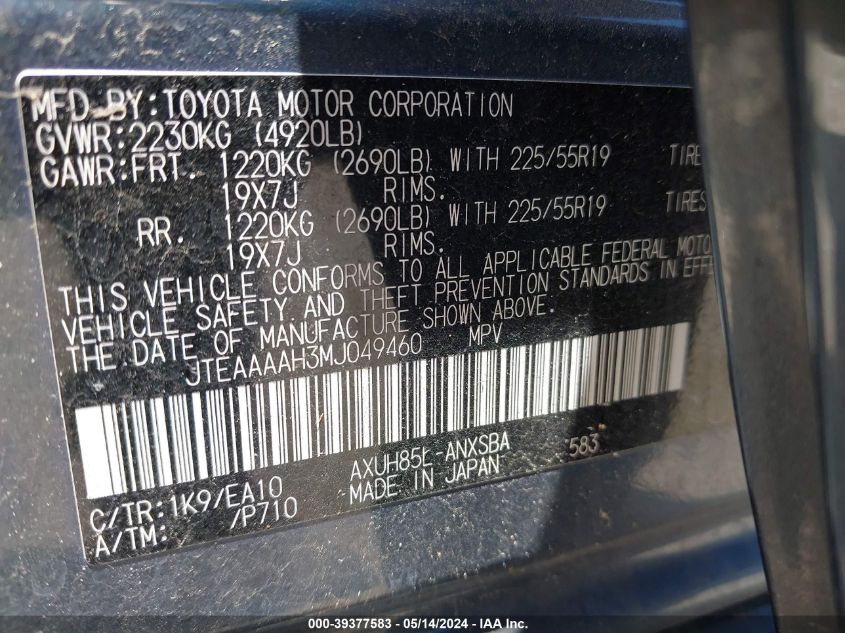 MFD BY:TOYOTA MOTOR CORPORATION
GVWR:2230KG (4920LB)
GAWR:FRT. 1220KG (2690LB) WITH 225/55R19 TIRE
19X7J RIMS.
RR. 1220KG (2690LB) WITH 225/55R19 TIRES
19X7J RIMS.
THIS VEHICLE CONFORMS TO ALL APPLICABLE FEDERAL MOTO
VEHICLE SAFETY AND THEFT PREVENTION STANDARDS IN EFFE
THE DATE OF MANUFACTURE SHOWN ABOVE.
JTEAAAAH3MJ049460 MPV
C/TR:1K9/EA10 AXUH85L-ANXSBA 583
A/TM: /P710 MADE IN JAPAN
000-39377583 - 05/14/2024 - IAA Inc.